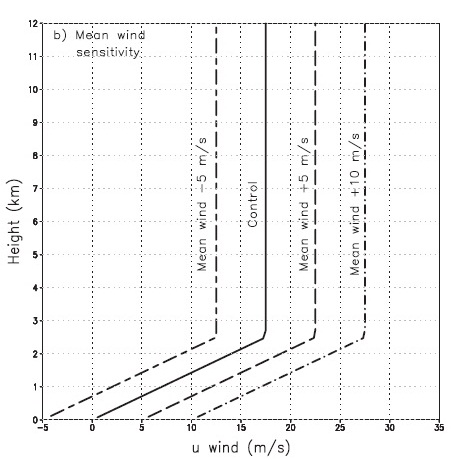 b) Mean wind
sensitivity
12
11
10
9
8
7
6
5
4
3
2
1
0
Height (km)
Mean wind -5 m/s
Control
Mean wind +5 m/s
Mean wind +10 m/s
-5 0 5 10 15 20 25 30 35
u wind (m/s)